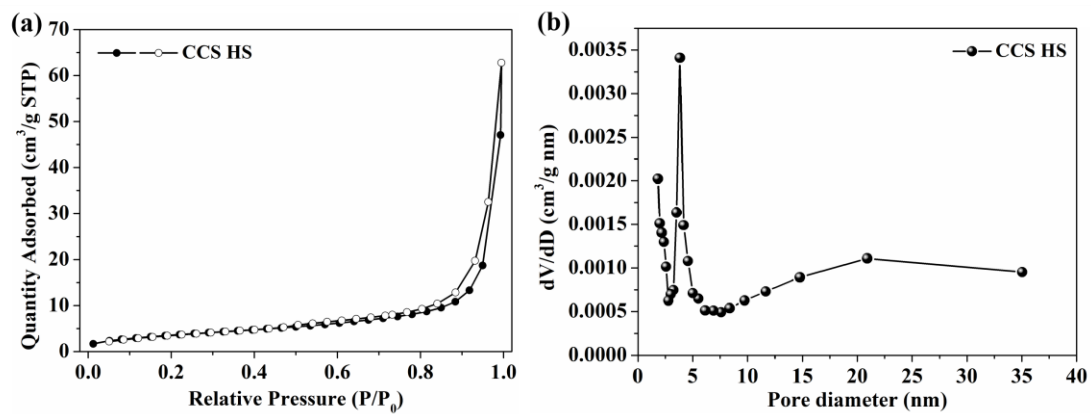 (a)
70
60
50
40
30
20
10
0
Quantity Adsorbed (cm³/g STP)
CCS HS
0.0 0.2 0.4 0.6 0.8 1.0
Relative Pressure (P/P₀)
(b)
0.0035
0.0030
0.0025
0.0020
0.0015
0.0010
0.0005
0.0000
dV/dD (cm³/g nm)
CCS HS
0 5 10 15 20 25 30 35 40
Pore diameter (nm)